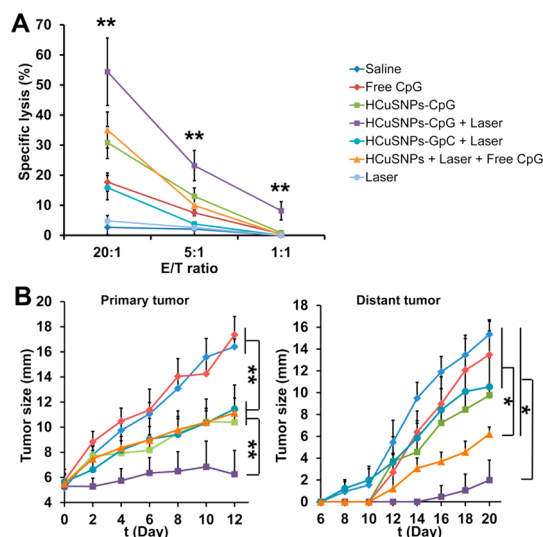 A
**
**
**
Specific lysis (%)
70
60
50
40
30
20
10
0
20:1
5:1
1:1
E/T ratio
Saline
Free CpG
HCuSNPs-CpG
HCuSNPs-CpG + Laser
HCuSNPs-GpC + Laser
HCuSNPs + Laser + Free CpG
Laser
B
Primary tumor
Tumor size (mm)
20
18
16
14
12
10
8
6
4
0 2 4 6 8 10 12
t (Day)
**
**
Distant tumor
Tumor size (mm)
18
16
14
12
10
8
6
4
2
0
6 8 10 12 14 16 18 20
t (Day)
*
*